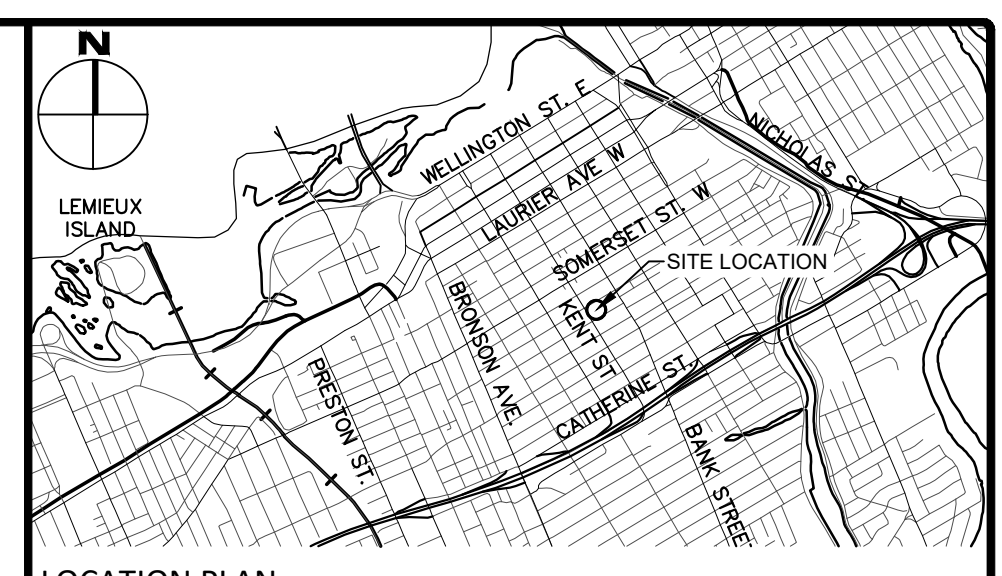 N
WELLINGTON ST. E
NICHOLAS ST.
LAURIER AVE W
LEMIEUX
ISLAND
SOMERSET ST. W
SITE LOCATION
BRONSON AVE.
KENT ST
PRESTON ST.
CATHERINE ST.
BANK STREE
LOCATION PLAN